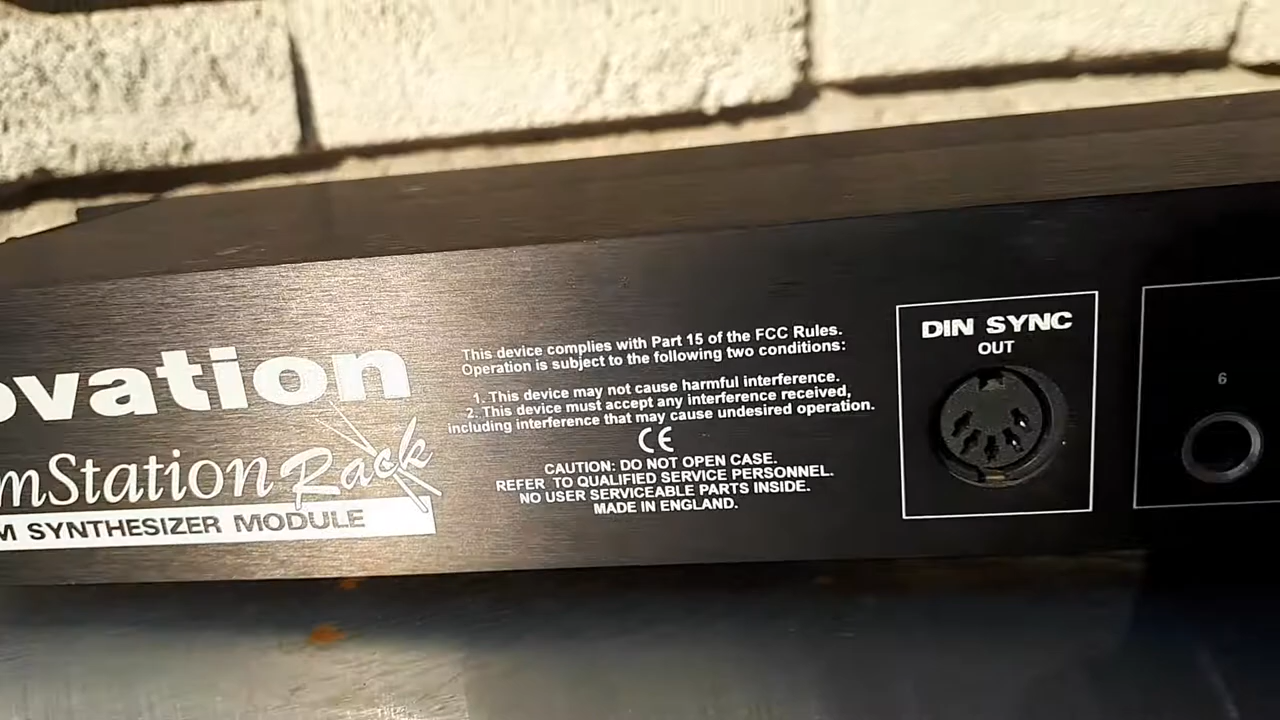 ovation
mStation Rack
M SYNTHESIZER MODULE
This device complies with Part 15 of the FCC Rules.
Operation is subject to the following two conditions:
1. This device may not cause harmful interference.
2. This device must accept any interference received,
including interference that may cause undesired operation.
CE
CAUTION: DO NOT OPEN CASE.
REFER TO QUALIFIED SERVICE PERSONNEL.
NO USER SERVICEABLE PARTS INSIDE.
MADE IN ENGLAND.
DIN SYNC
OUT
6